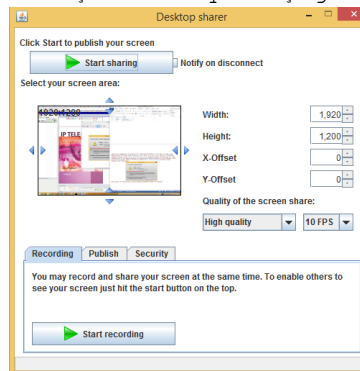 Desktop sharer
Click Start to publish your screen
Start sharing
Notify on disconnect
Select your screen area:
1920x1200
IP TELE
Width:
1,920
Height:
1,200
X-Offset
0
Y-Offset
0
Quality of the screen share:
High quality
10 FPS
Recording
Publish
Security
You may record and share your screen at the same time. To enable others to
see your screen just hit the start button on the top.
Start recording